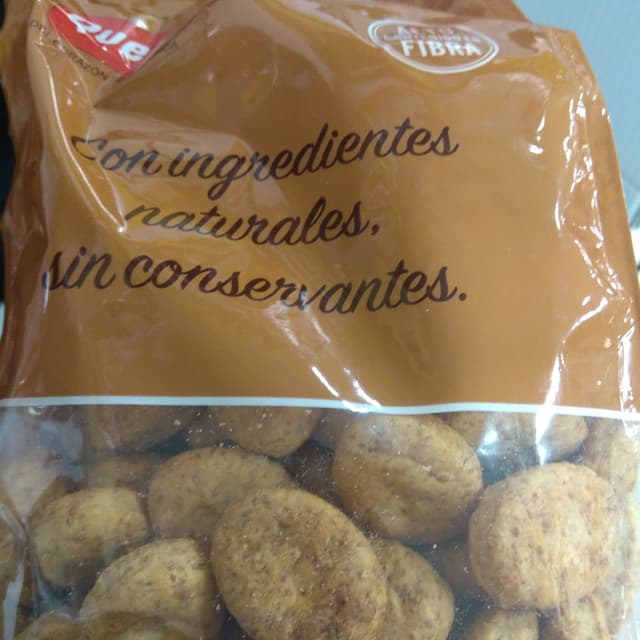 FIBRA
Con ingredientes
naturales,
sin conservantes.